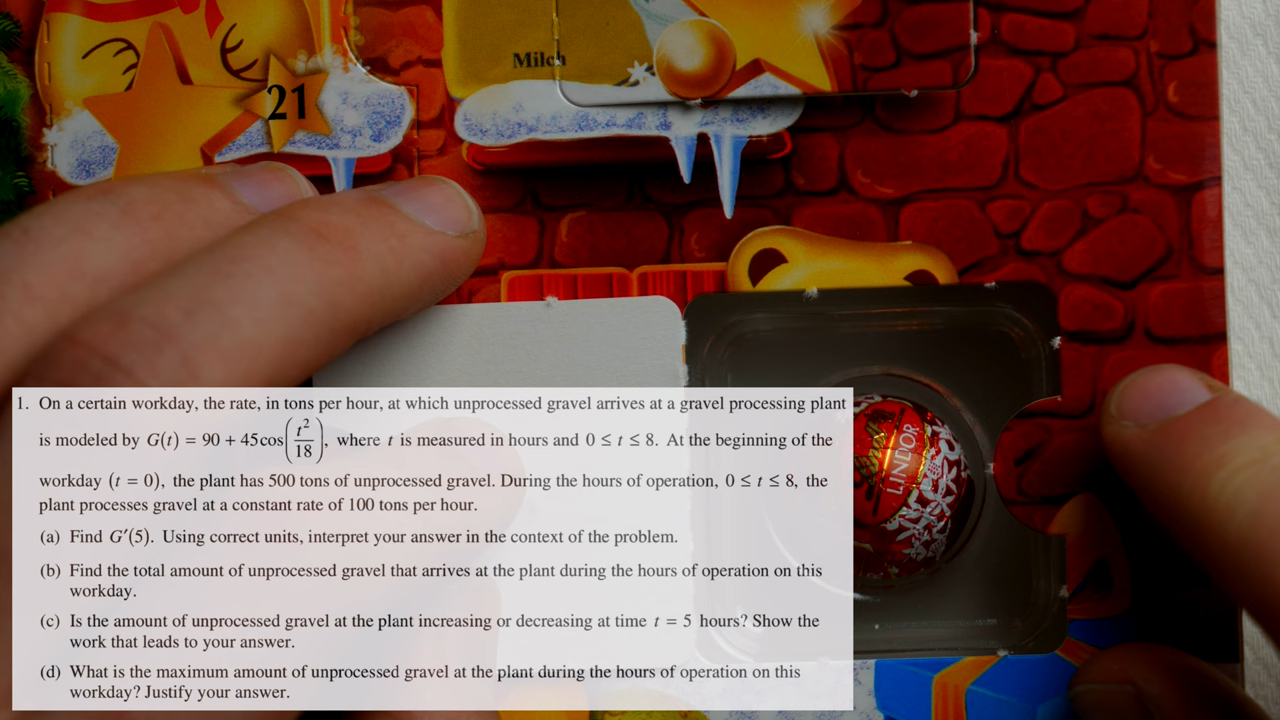 21
Milch
LINDOR
1. On a certain workday, the rate, in tons per hour, at which unprocessed gravel arrives at a gravel processing plant
is modeled by G(t) = 90 + 45cos(t²/18), where t is measured in hours and 0 ≤ t ≤ 8. At the beginning of the
workday (t = 0), the plant has 500 tons of unprocessed gravel. During the hours of operation, 0 ≤ t ≤ 8, the
plant processes gravel at a constant rate of 100 tons per hour.
(a) Find G′(5). Using correct units, interpret your answer in the context of the problem.
(b) Find the total amount of unprocessed gravel that arrives at the plant during the hours of operation on this
workday.
(c) Is the amount of unprocessed gravel at the plant increasing or decreasing at time t = 5 hours? Show the
work that leads to your answer.
(d) What is the maximum amount of unprocessed gravel at the plant during the hours of operation on this
workday? Justify your answer.